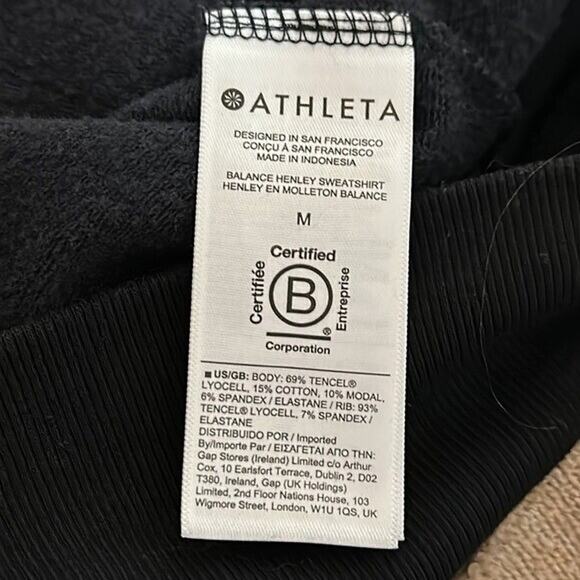 ATHLETA
DESIGNED IN SAN FRANCISCO
CONÇU À SAN FRANCISCO
MADE IN INDONESIA
BALANCE HENLEY SWEATSHIRT
HENLEY EN MOLLETON BALANCE
M
Certified
Certifiée
B
®
Entreprise
Corporation
■ US/GB: BODY: 69% TENCEL®
LYOCELL, 15% COTTON, 10% MODAL,
6% SPANDEX / ELASTANE / RIB: 93%
TENCEL® LYOCELL, 7% SPANDEX /
ELASTANE
DISTRIBUIDO POR / Imported
By/Importe Par / ΕΙΣΑΓΕΤΑΙ ΑΠΟ ΤΗΝ:
Gap Stores (Ireland) Limited c/o Arthur
Cox, 10 Earlsfort Terrace, Dublin 2, D02
T380, Ireland, Gap (UK Holdings)
Limited, 2nd Floor Nations House, 103
Wigmore Street, London, W1U 1QS, UK